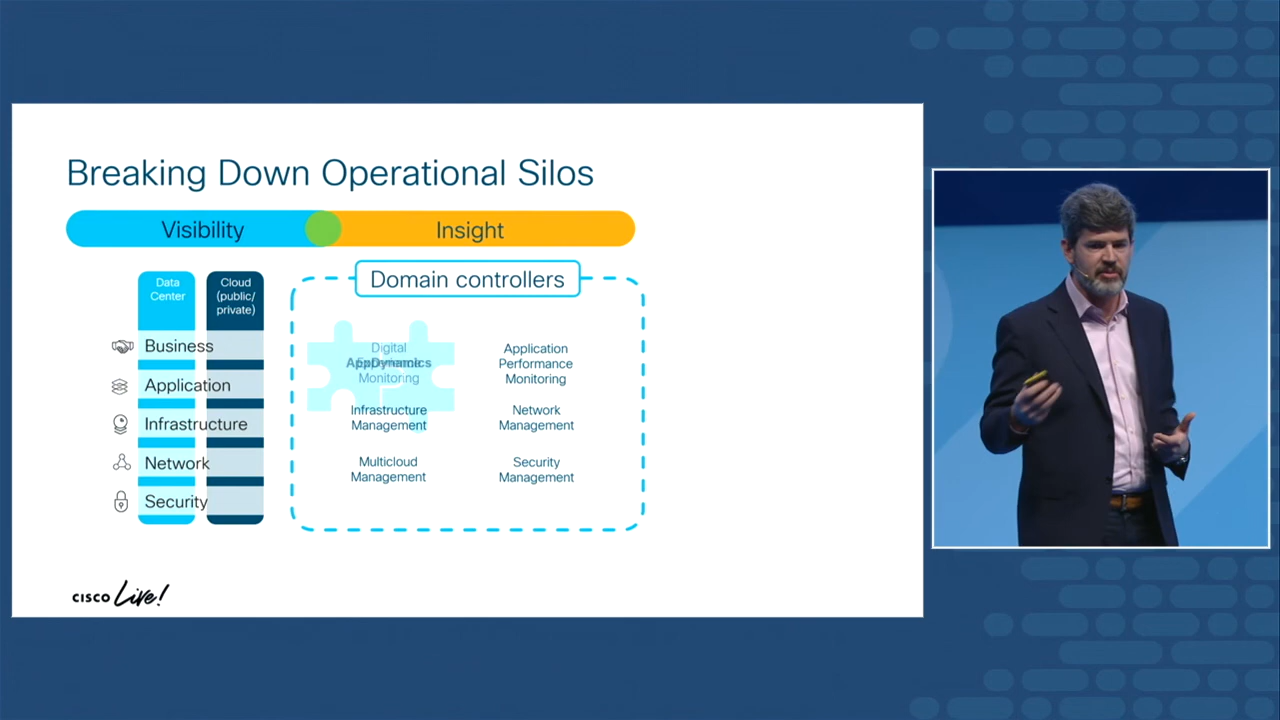 Breaking Down Operational Silos
Visibility
Insight
Data
Center
Cloud
(public/
private)
Business
Application
Infrastructure
Network
Security
Domain controllers
Digital
AppDynamics
Monitoring
Application
Performance
Monitoring
Infrastructure
Management
Network
Management
Multicloud
Management
Security
Management
CISCO Live!